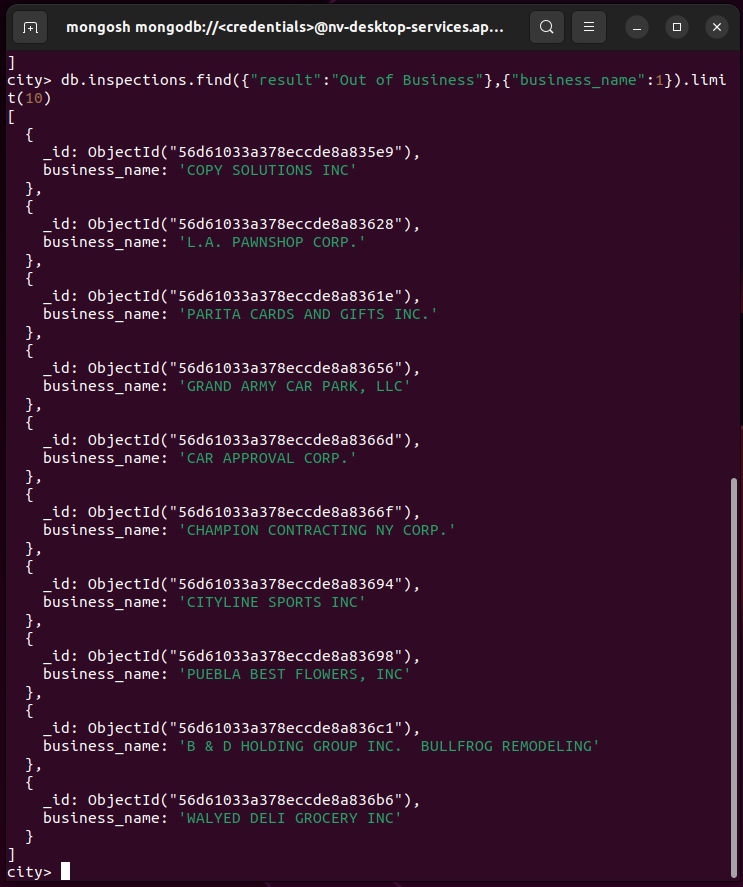 mongosh mongodb://<credentials>@nv-desktop-services.ap...
]
city> db.inspections.find({"result":"Out of Business"},{"business_name":1}).limi
t(10)
[
  {
    _id: ObjectId("56d61033a378eccde8a835e9"),
    business_name: 'COPY SOLUTIONS INC'
  },
  {
    _id: ObjectId("56d61033a378eccde8a83628"),
    business_name: 'L.A. PAWNSHOP CORP.'
  },
  {
    _id: ObjectId("56d61033a378eccde8a8361e"),
    business_name: 'PARITA CARDS AND GIFTS INC.'
  },
  {
    _id: ObjectId("56d61033a378eccde8a83656"),
    business_name: 'GRAND ARMY CAR PARK, LLC'
  },
  {
    _id: ObjectId("56d61033a378eccde8a8366d"),
    business_name: 'CAR APPROVAL CORP.'
  },
  {
    _id: ObjectId("56d61033a378eccde8a8366f"),
    business_name: 'CHAMPION CONTRACTING NY CORP.'
  },
  {
    _id: ObjectId("56d61033a378eccde8a83694"),
    business_name: 'CITYLINE SPORTS INC'
  },
  {
    _id: ObjectId("56d61033a378eccde8a83698"),
    business_name: 'PUEBLA BEST FLOWERS, INC'
  },
  {
    _id: ObjectId("56d61033a378eccde8a836c1"),
    business_name: 'B & D HOLDING GROUP INC.  BULLFROG REMODELING'
  },
  {
    _id: ObjectId("56d61033a378eccde8a836b6"),
    business_name: 'WALYED DELI GROCERY INC'
  }
]
city>